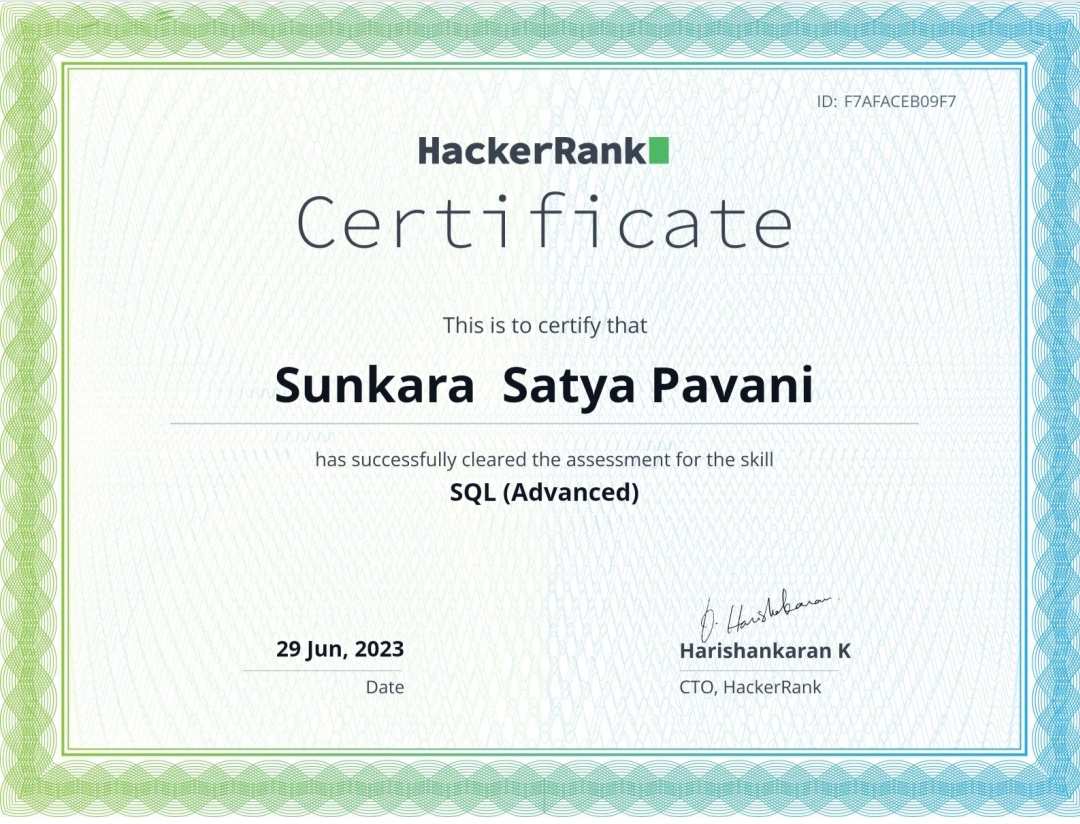 ID: F7AFACEB09F7
HackerRank
Certificate
This is to certify that
Sunkara Satya Pavani
has successfully cleared the assessment for the skill
SQL (Advanced)
29 Jun, 2023
Date
Harishankaran K
CTO, HackerRank